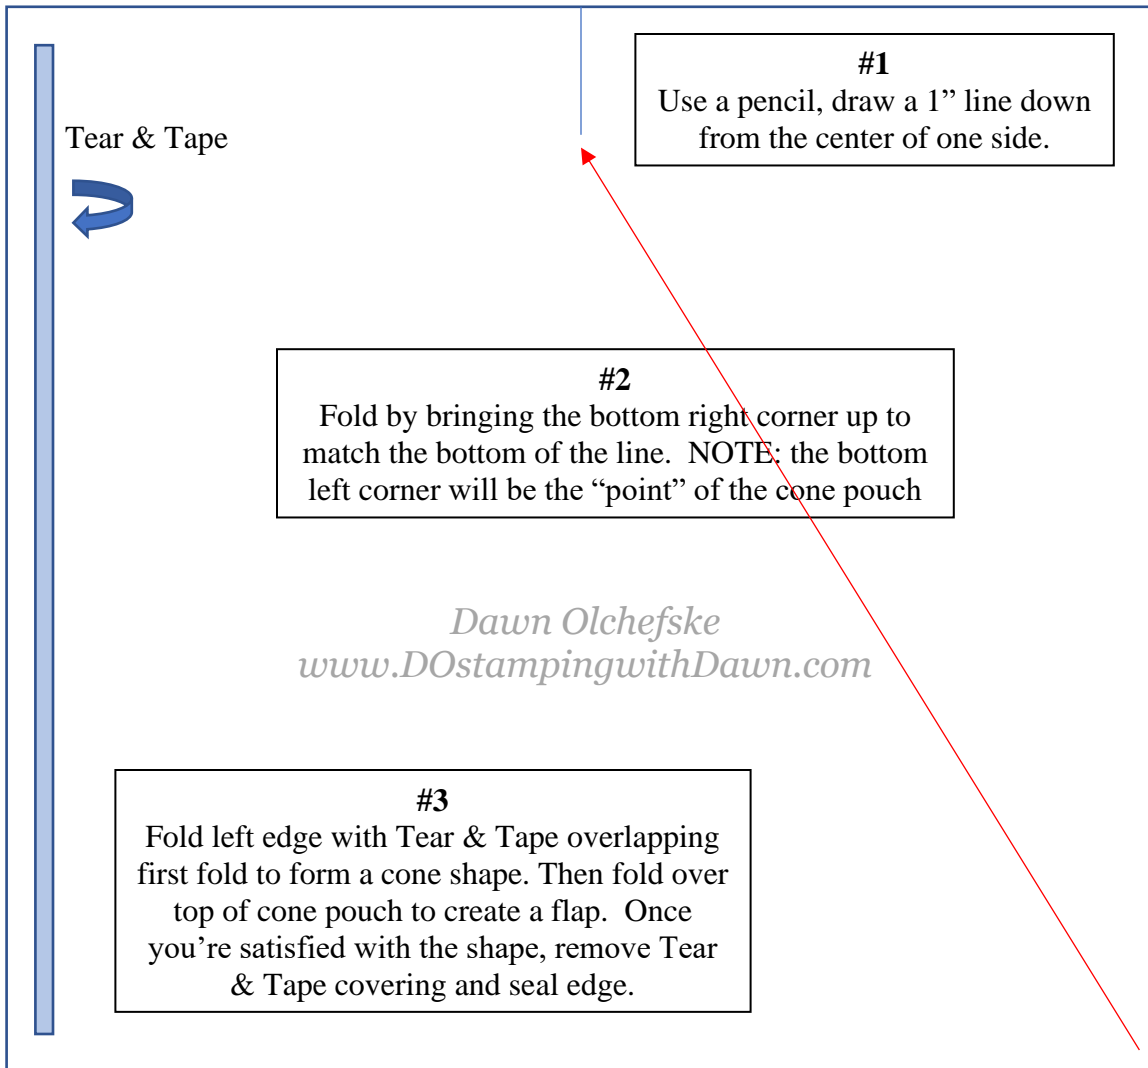 #1
Use a pencil, draw a 1” line down
from the center of one side.
Tear & Tape
#2
Fold by bringing the bottom right corner up to
match the bottom of the line.  NOTE: the bottom
left corner will be the “point” of the cone pouch
Dawn Olchefske
www.DOstampingwithDawn.com
#3
Fold left edge with Tear & Tape overlapping
first fold to form a cone shape. Then fold over
top of cone pouch to create a flap.  Once
you’re satisfied with the shape, remove Tear
& Tape covering and seal edge.